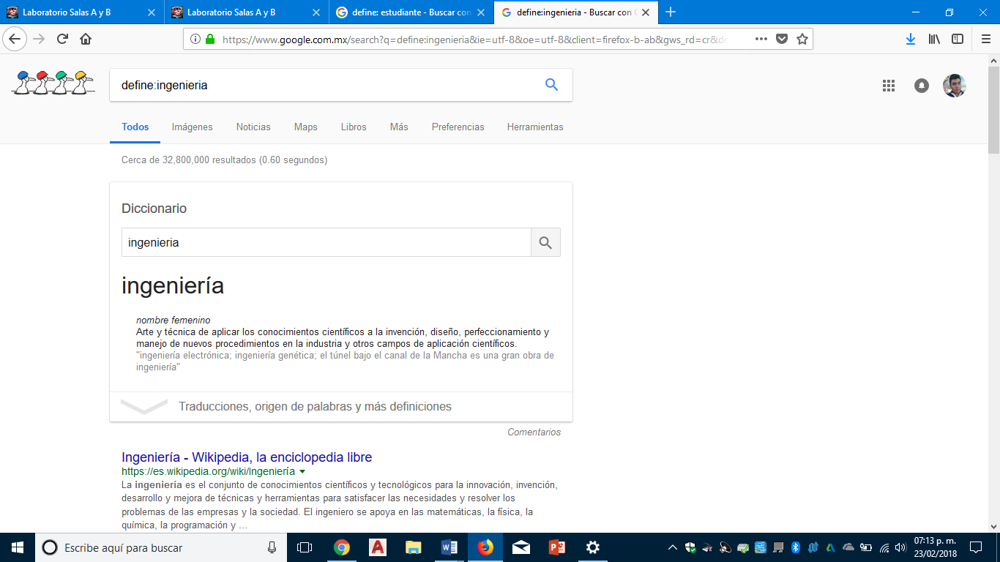 Laboratorio Salas A y B
Laboratorio Salas A y B
define: estudiante - Buscar con
define:ingenieria - Buscar con G
https://www.google.com.mx/search?q=define:ingenieria&ie=utf-8&oe=utf-8&client=firefox-b-ab&gws_rd=cr&dc
define:ingenieria
Todos Imágenes Noticias Maps Libros Más Preferencias Herramientas
Cerca de 32,800,000 resultados (0.60 segundos)
Diccionario
ingenieria
ingeniería
nombre femenino
Arte y técnica de aplicar los conocimientos científicos a la invención, diseño, perfeccionamiento y
manejo de nuevos procedimientos en la industria y otros campos de aplicación científicos.
"ingeniería electrónica; ingeniería genética; el túnel bajo el canal de la Mancha es una gran obra de
ingeniería"
Traducciones, origen de palabras y más definiciones
Comentarios
Ingeniería - Wikipedia, la enciclopedia libre
https://es.wikipedia.org/wiki/Ingeniería
La ingeniería es el conjunto de conocimientos científicos y tecnológicos para la innovación, invención,
desarrollo y mejora de técnicas y herramientas para satisfacer las necesidades y resolver los
problemas de las empresas y la sociedad. El ingeniero se apoya en las matemáticas, la física, la
química, la programación y ...
Escribe aquí para buscar
07:13 p. m.
23/02/2018